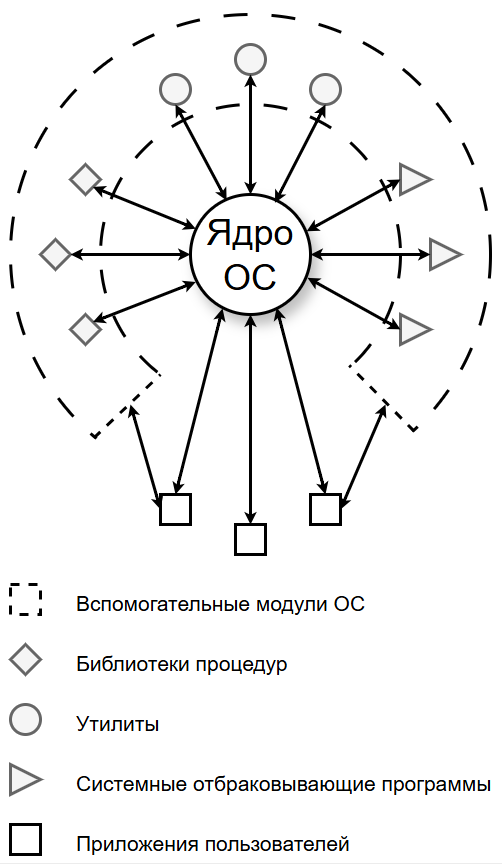 Ядро
ОС
Вспомогательные модули ОС
Библиотеки процедур
Утилиты
Системные отбраковывающие программы
Приложения пользователей